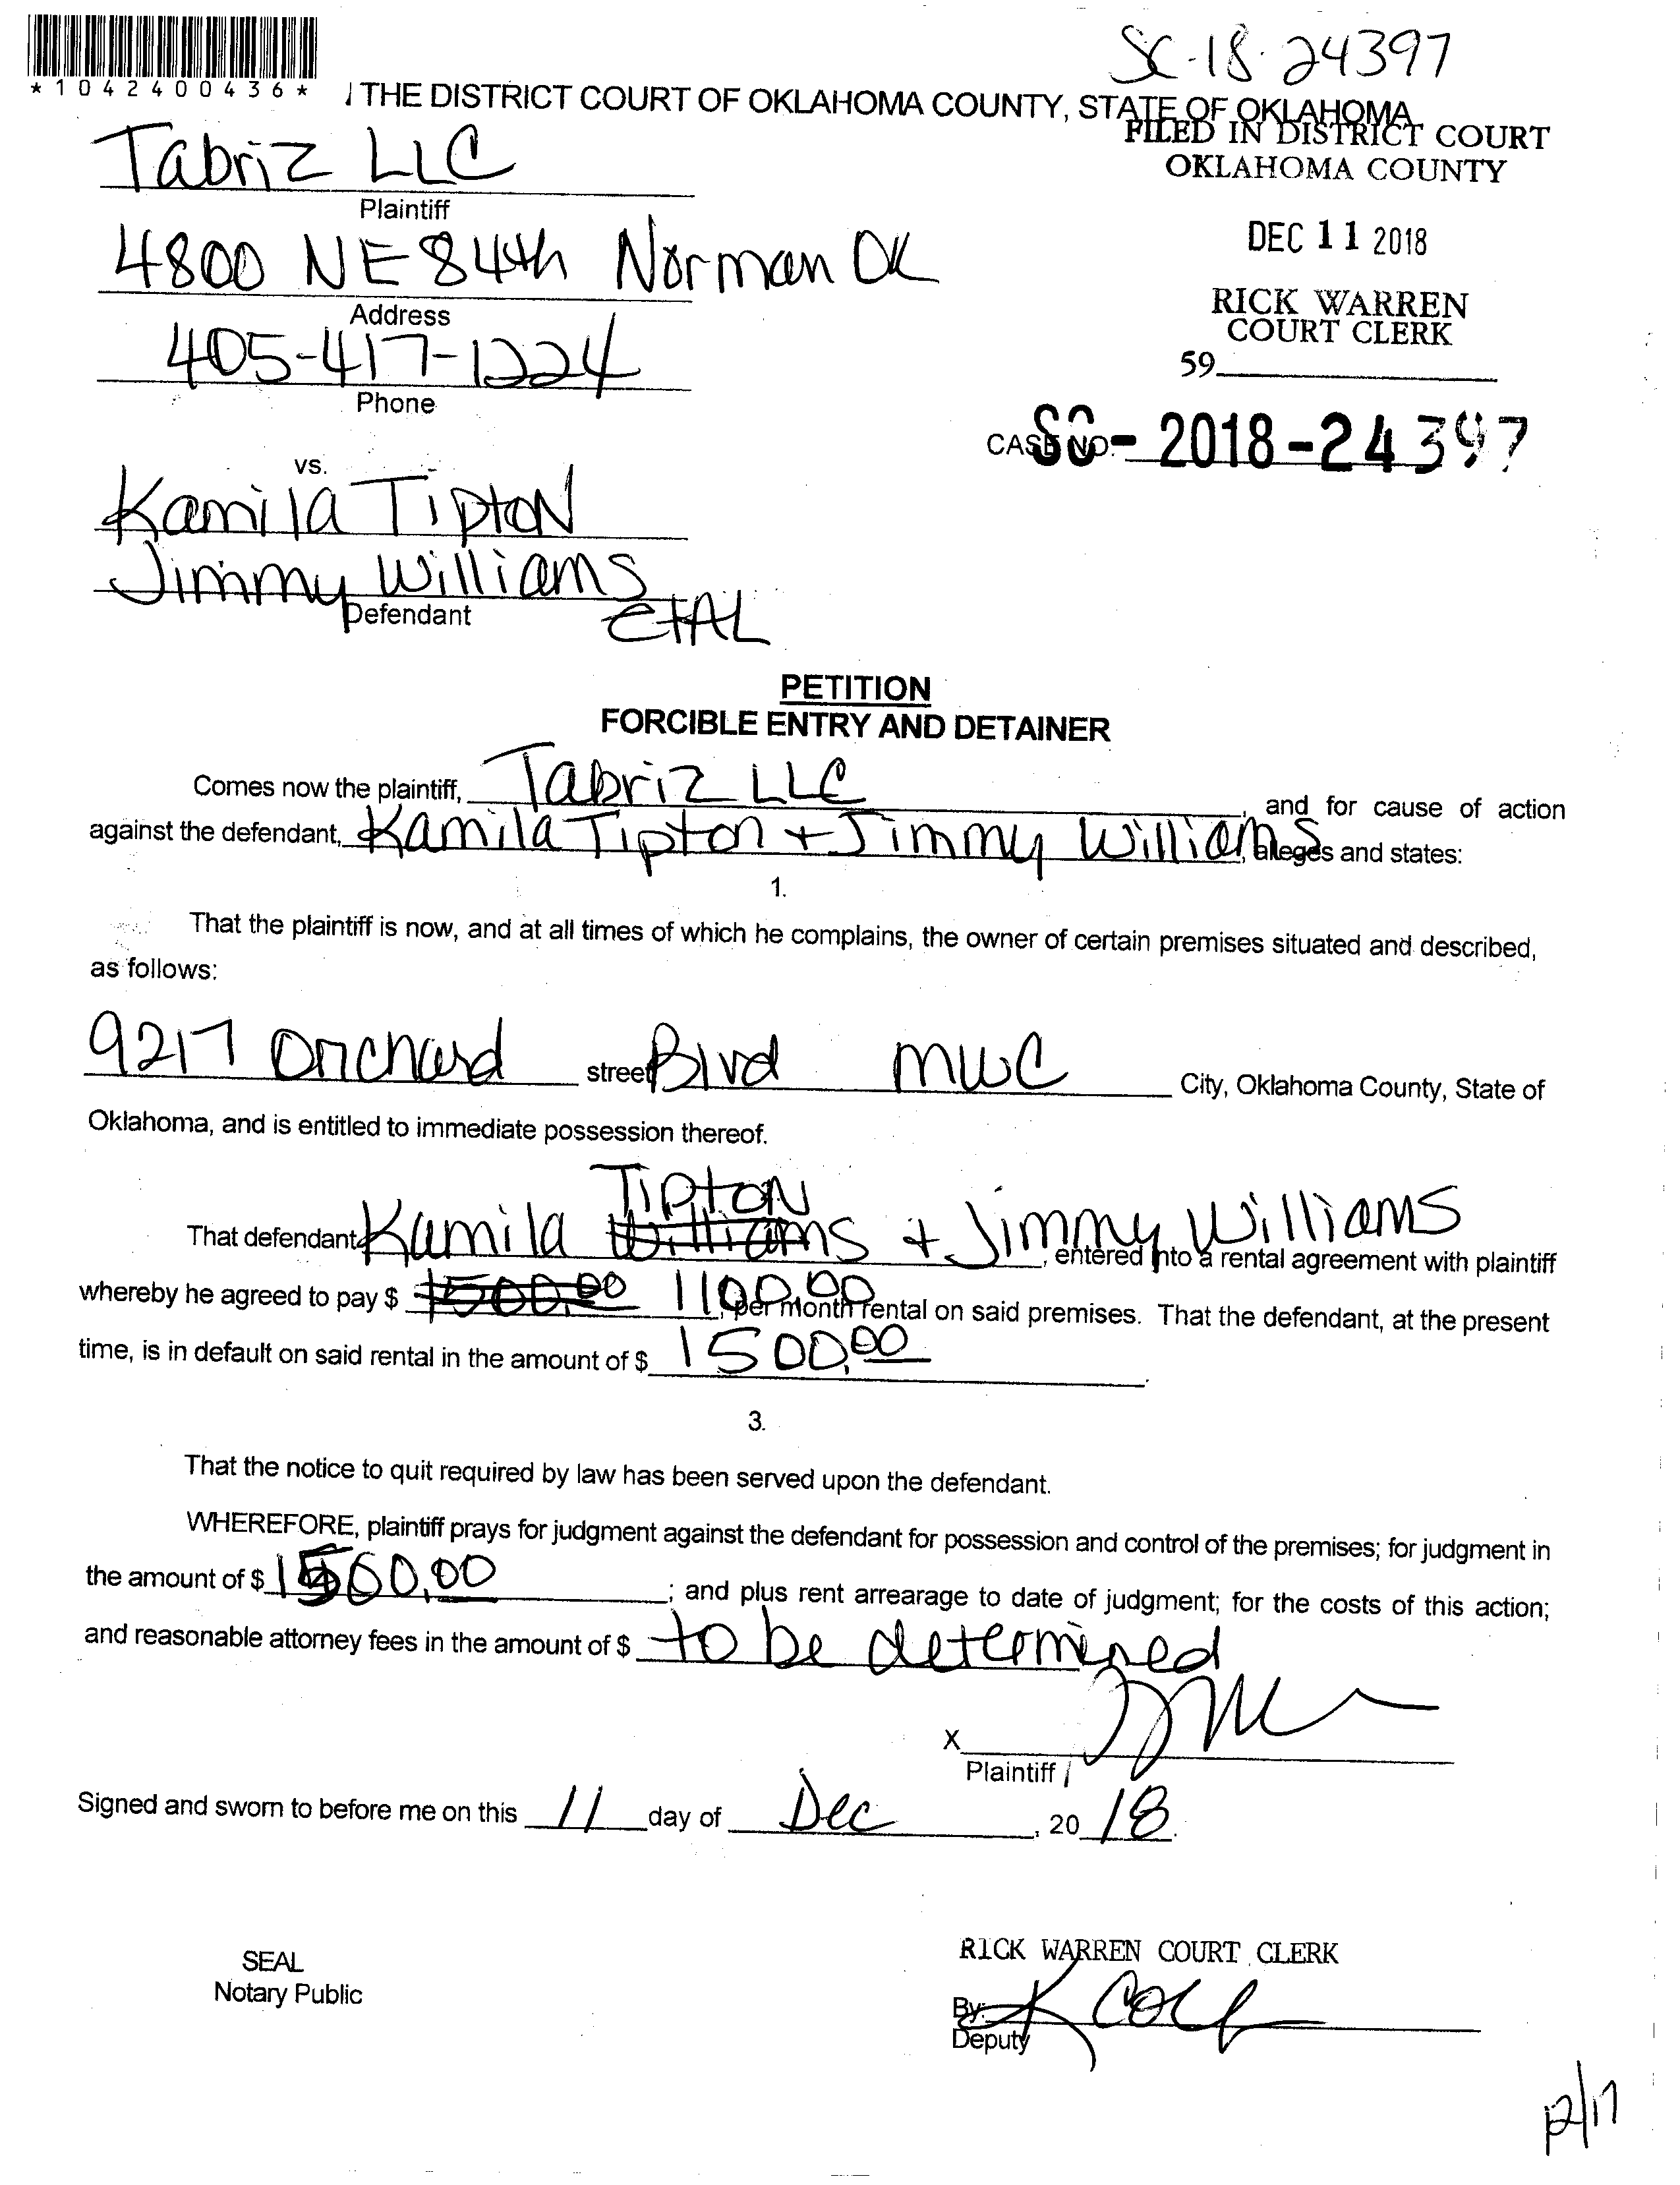 SC-18-24397
*1042400436*
THE DISTRICT COURT OF OKLAHOMA COUNTY, STATE OF OKLAHOMA
FILED IN DISTRICT COURT
OKLAHOMA COUNTY
Tabriz LLC
Plaintiff
4800 NE 84th Norman OK
Address
405-417-1224
Phone
DEC 11 2018
RICK WARREN
COURT CLERK
59
CASE NO. SC-2018-24397
vs.
Kamila Tipton
Jimmy Williams
Defendant EtAL
PETITION
FORCIBLE ENTRY AND DETAINER
Comes now the plaintiff, Tabriz LLC, and for cause of action
against the defendant, Kamila Tipton + Jimmy Williams, alleges and states:
1.
That the plaintiff is now, and at all times of which he complains, the owner of certain premises situated and described,
as follows:
9217 Orchard street Blvd MWC City, Oklahoma County, State of
Oklahoma, and is entitled to immediate possession thereof.
Tipton
That defendant Kamila Williams + Jimmy Williams, entered into a rental agreement with plaintiff
whereby he agreed to pay $ 1500.00 1100.00, per month rental on said premises. That the defendant, at the present
time, is in default on said rental in the amount of $ 1500.00.
3.
That the notice to quit required by law has been served upon the defendant.
WHEREFORE, plaintiff prays for judgment against the defendant for possession and control of the premises; for judgment in
the amount of $ 1500.00; and plus rent arrearage to date of judgment; for the costs of this action;
and reasonable attorney fees in the amount of $ to be determined
X
Plaintiff
Signed and sworn to before me on this 11 day of Dec, 2018.
SEAL
Notary Public
RICK WARREN COURT CLERK
By:
Deputy
12/17